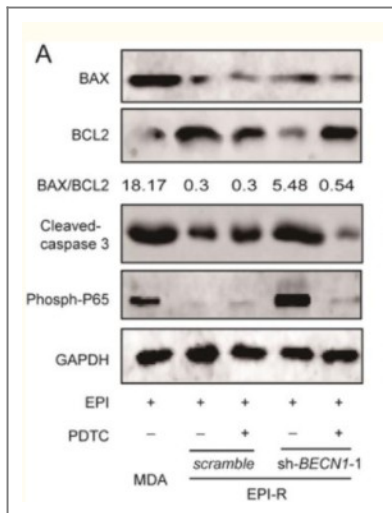 A
BAX
BCL2
BAX/BCL2 18.17 0.3 0.3 5.48 0.54
Cleaved-
caspase 3
Phosph-P65
GAPDH
EPI + + + + +
PDTC – – + – +
scramble sh-BECN1-1
MDA EPI-R